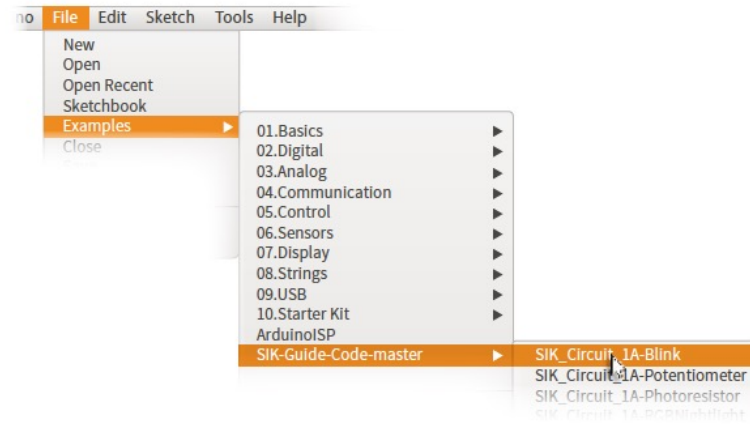 no File Edit Sketch Tools Help
New
Open
Open Recent
Sketchbook
Examples
Close
01.Basics
02.Digital
03.Analog
04.Communication
05.Control
06.Sensors
07.Display
08.Strings
09.USB
10.Starter Kit
ArduinoISP
SIK-Guide-Code-master
SIK_Circuit_1A-Blink
SIK_Circuit_1A-Potentiometer
SIK_Circuit_1A-Photoresistor
SIK_Circuit_1A-RGBNightlight